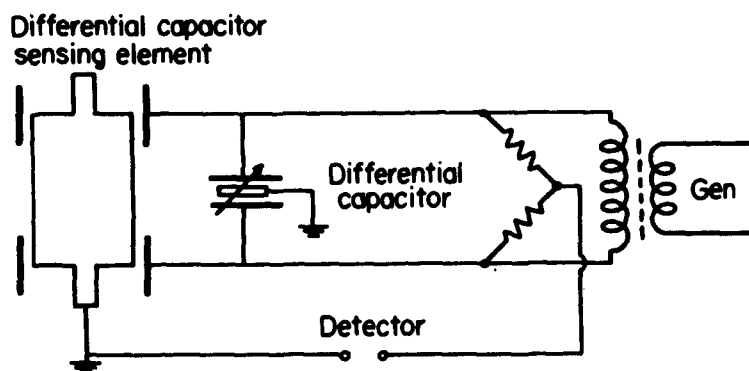 Differential capacitor
sensing element
Differential
capacitor
Gen
Detector